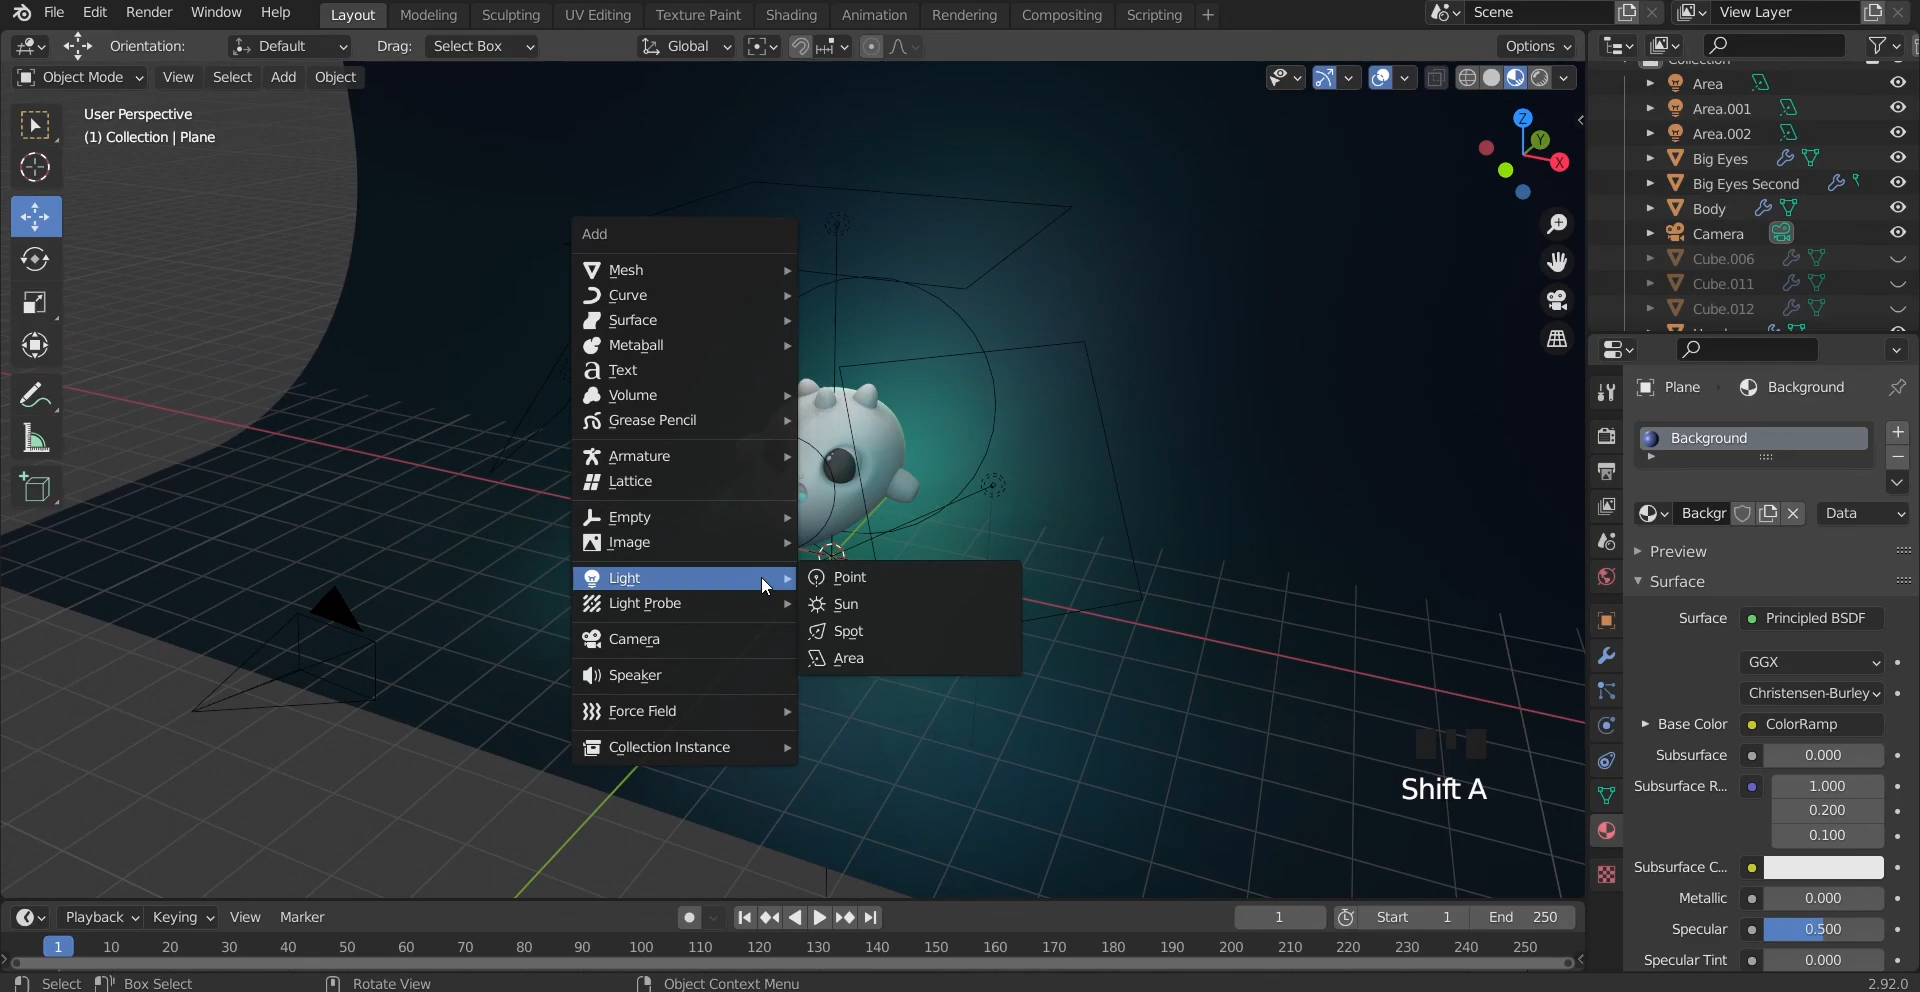 File Edit Render Window Help Layout Modeling Sculpting UV Editing Texture Paint Shading Animation Rendering Compositing Scripting + Scene View Layer
Orientation: Default Drag: Select Box Global Options
Object Mode View Select Add Object
User Perspective
(1) Collection | Plane
Z
Y
X
Add
Mesh
Curve
Surface
Metaball
Text
Volume
Grease Pencil
Armature
Lattice
Empty
Image
Light
Light Probe
Camera
Speaker
Force Field
Collection Instance
Point
Sun
Spot
Area
Shift A
Collection
Area
Area.001
Area.002
Big Eyes
Big Eyes Second
Body
Camera
Cube.006
Cube.011
Cube.012
Plane Background
Background
Backgr Data
Preview
Surface
Surface Principled BSDF
GGX
Christensen-Burley
Base Color ColorRamp
Subsurface 0.000
Subsurface R... 1.000
0.200
0.100
Subsurface C...
Metallic 0.000
Specular 0.500
Specular Tint 0.000
Playback Keying View Marker 1 Start 1 End 250
1 10 20 30 40 50 60 70 80 90 100 110 120 130 140 150 160 170 180 190 200 210 220 230 240 250
Select Box Select Rotate View Object Context Menu 2.92.0